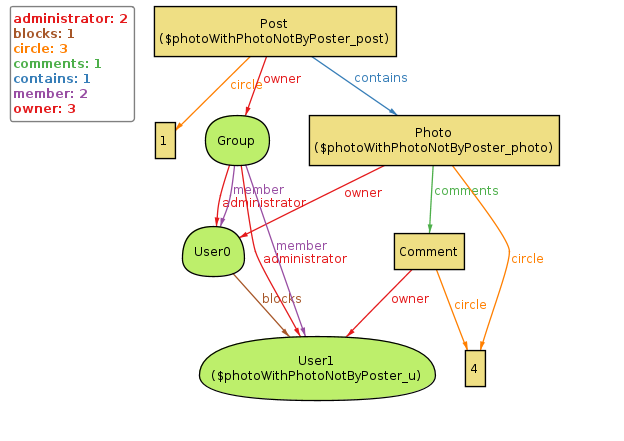 administrator: 2
blocks: 1
circle: 3
comments: 1
contains: 1
member: 2
owner: 3
Post
($photoWithPhotoNotByPoster_post)
circle
owner
contains
1
Group
Photo
($photoWithPhotoNotByPoster_photo)
member
administrator
owner
comments
User0
member
administrator
Comment
circle
blocks
owner
circle
User1
($photoWithPhotoNotByPoster_u)
4